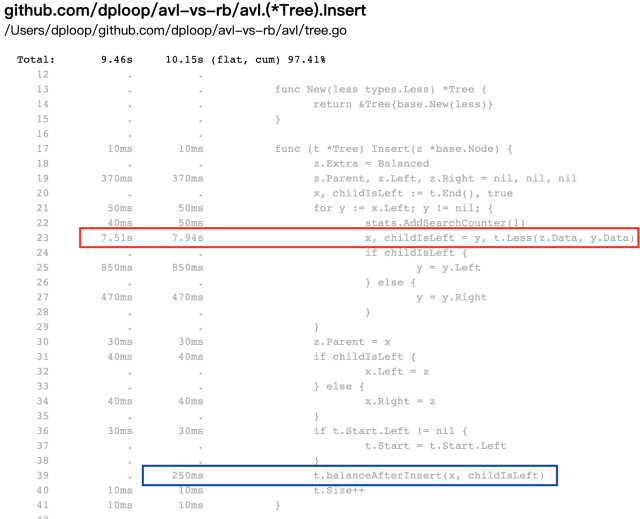 github.com/dploop/avl-vs-rb/avl.(*Tree).Insert
/Users/dploop/github.com/dploop/avl-vs-rb/avl/tree.go
Total: 9.46s 10.15s (flat, cum) 97.41%
12 . .
13 . . func New(less types.Less) *Tree {
14 . . return &Tree{base.New(less)}
15 . . }
16 . .
17 10ms 10ms func (t *Tree) Insert(z *base.Node) {
18 . . z.Extra = Balanced
19 370ms 370ms z.Parent, z.Left, z.Right = nil, nil, nil
20 . . x, childIsLeft := t.End(), true
21 50ms 50ms for y := x.Left; y != nil; {
22 40ms 50ms stats.AddSearchCounter(1)
23 7.51s 7.94s x, childIsLeft = y, t.Less(z.Data, y.Data)
24 . . if childIsLeft {
25 850ms 850ms y = y.Left
26 . . } else {
27 470ms 470ms y = y.Right
28 . . }
29 . . }
30 30ms 30ms z.Parent = x
31 40ms 40ms if childIsLeft {
32 . . x.Left = z
33 . . } else {
34 40ms 40ms x.Right = z
35 . . }
36 30ms 30ms if t.Start.Left != nil {
37 . . t.Start = t.Start.Left
38 . . }
39 . 250ms t.balanceAfterInsert(x, childIsLeft)
40 10ms 10ms t.Size++
41 10ms 10ms }
42